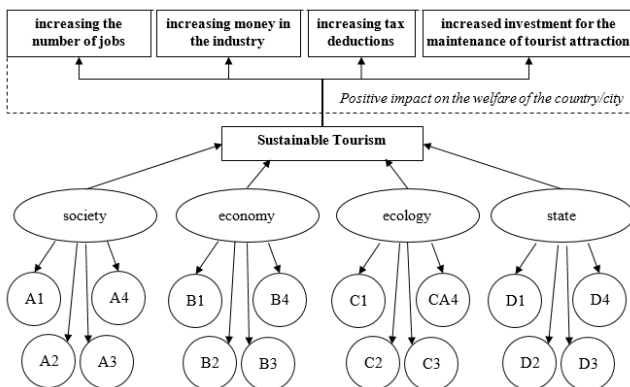 increasing the
number of jobs
increasing money in
the industry
increasing tax
deductions
increased investment for the
maintenance of tourist attraction
Positive impact on the welfare of the country/city
Sustainable Tourism
society
economy
ecology
state
A1
A4
B1
B4
C1
CA4
D1
D4
A2
A3
B2
B3
C2
C3
D2
D3